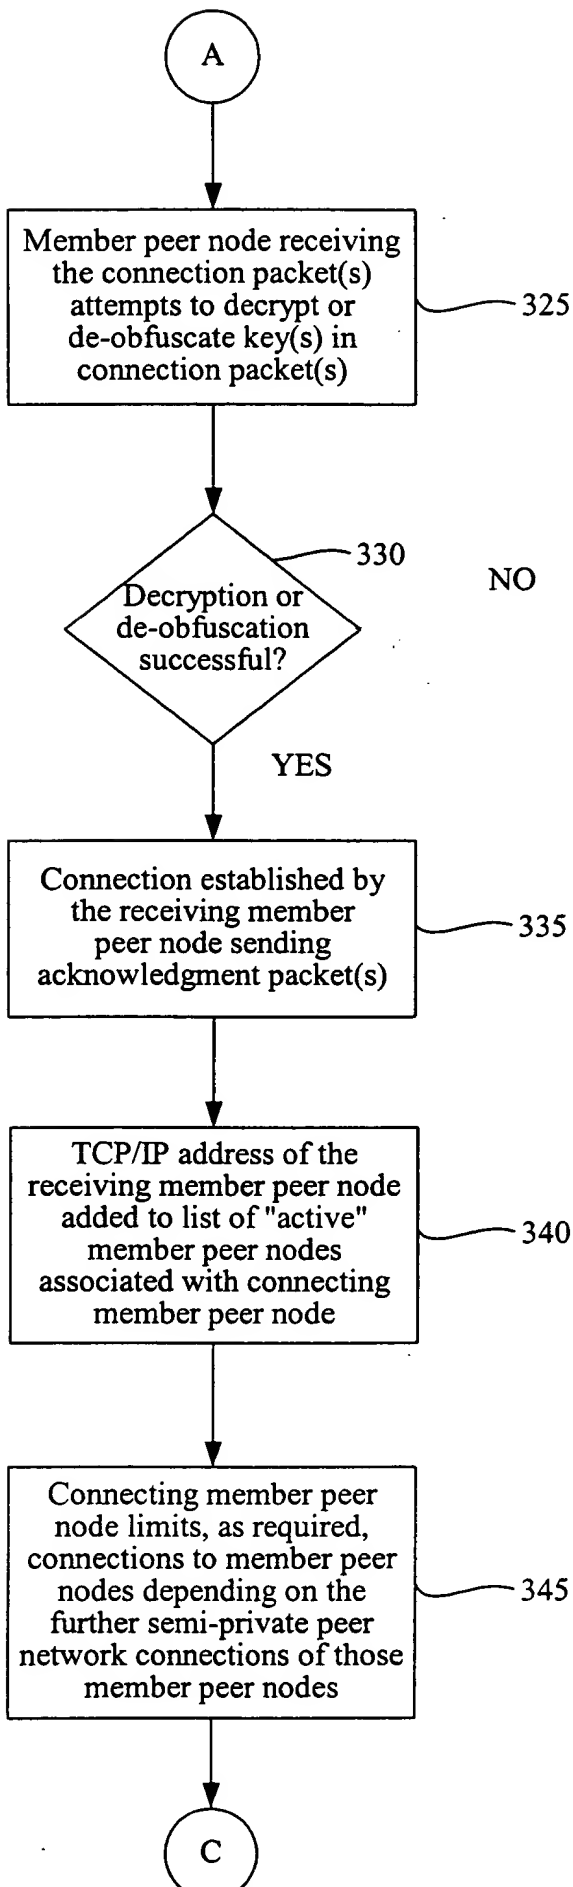 A
Member peer node receiving
the connection packet(s)
attempts to decrypt or
de-obfuscate key(s) in
connection packet(s)
325
330
NO
Decryption or
de-obfuscation
successful?
YES
Connection established by
the receiving member
peer node sending
acknowledgment packet(s)
335
TCP/IP address of the
receiving member peer node
added to list of "active"
member peer nodes
associated with connecting
member peer node
340
Connecting member peer
node limits, as required,
connections to member peer
nodes depending on the
further semi-private peer
network connections of those
member peer nodes
345
C